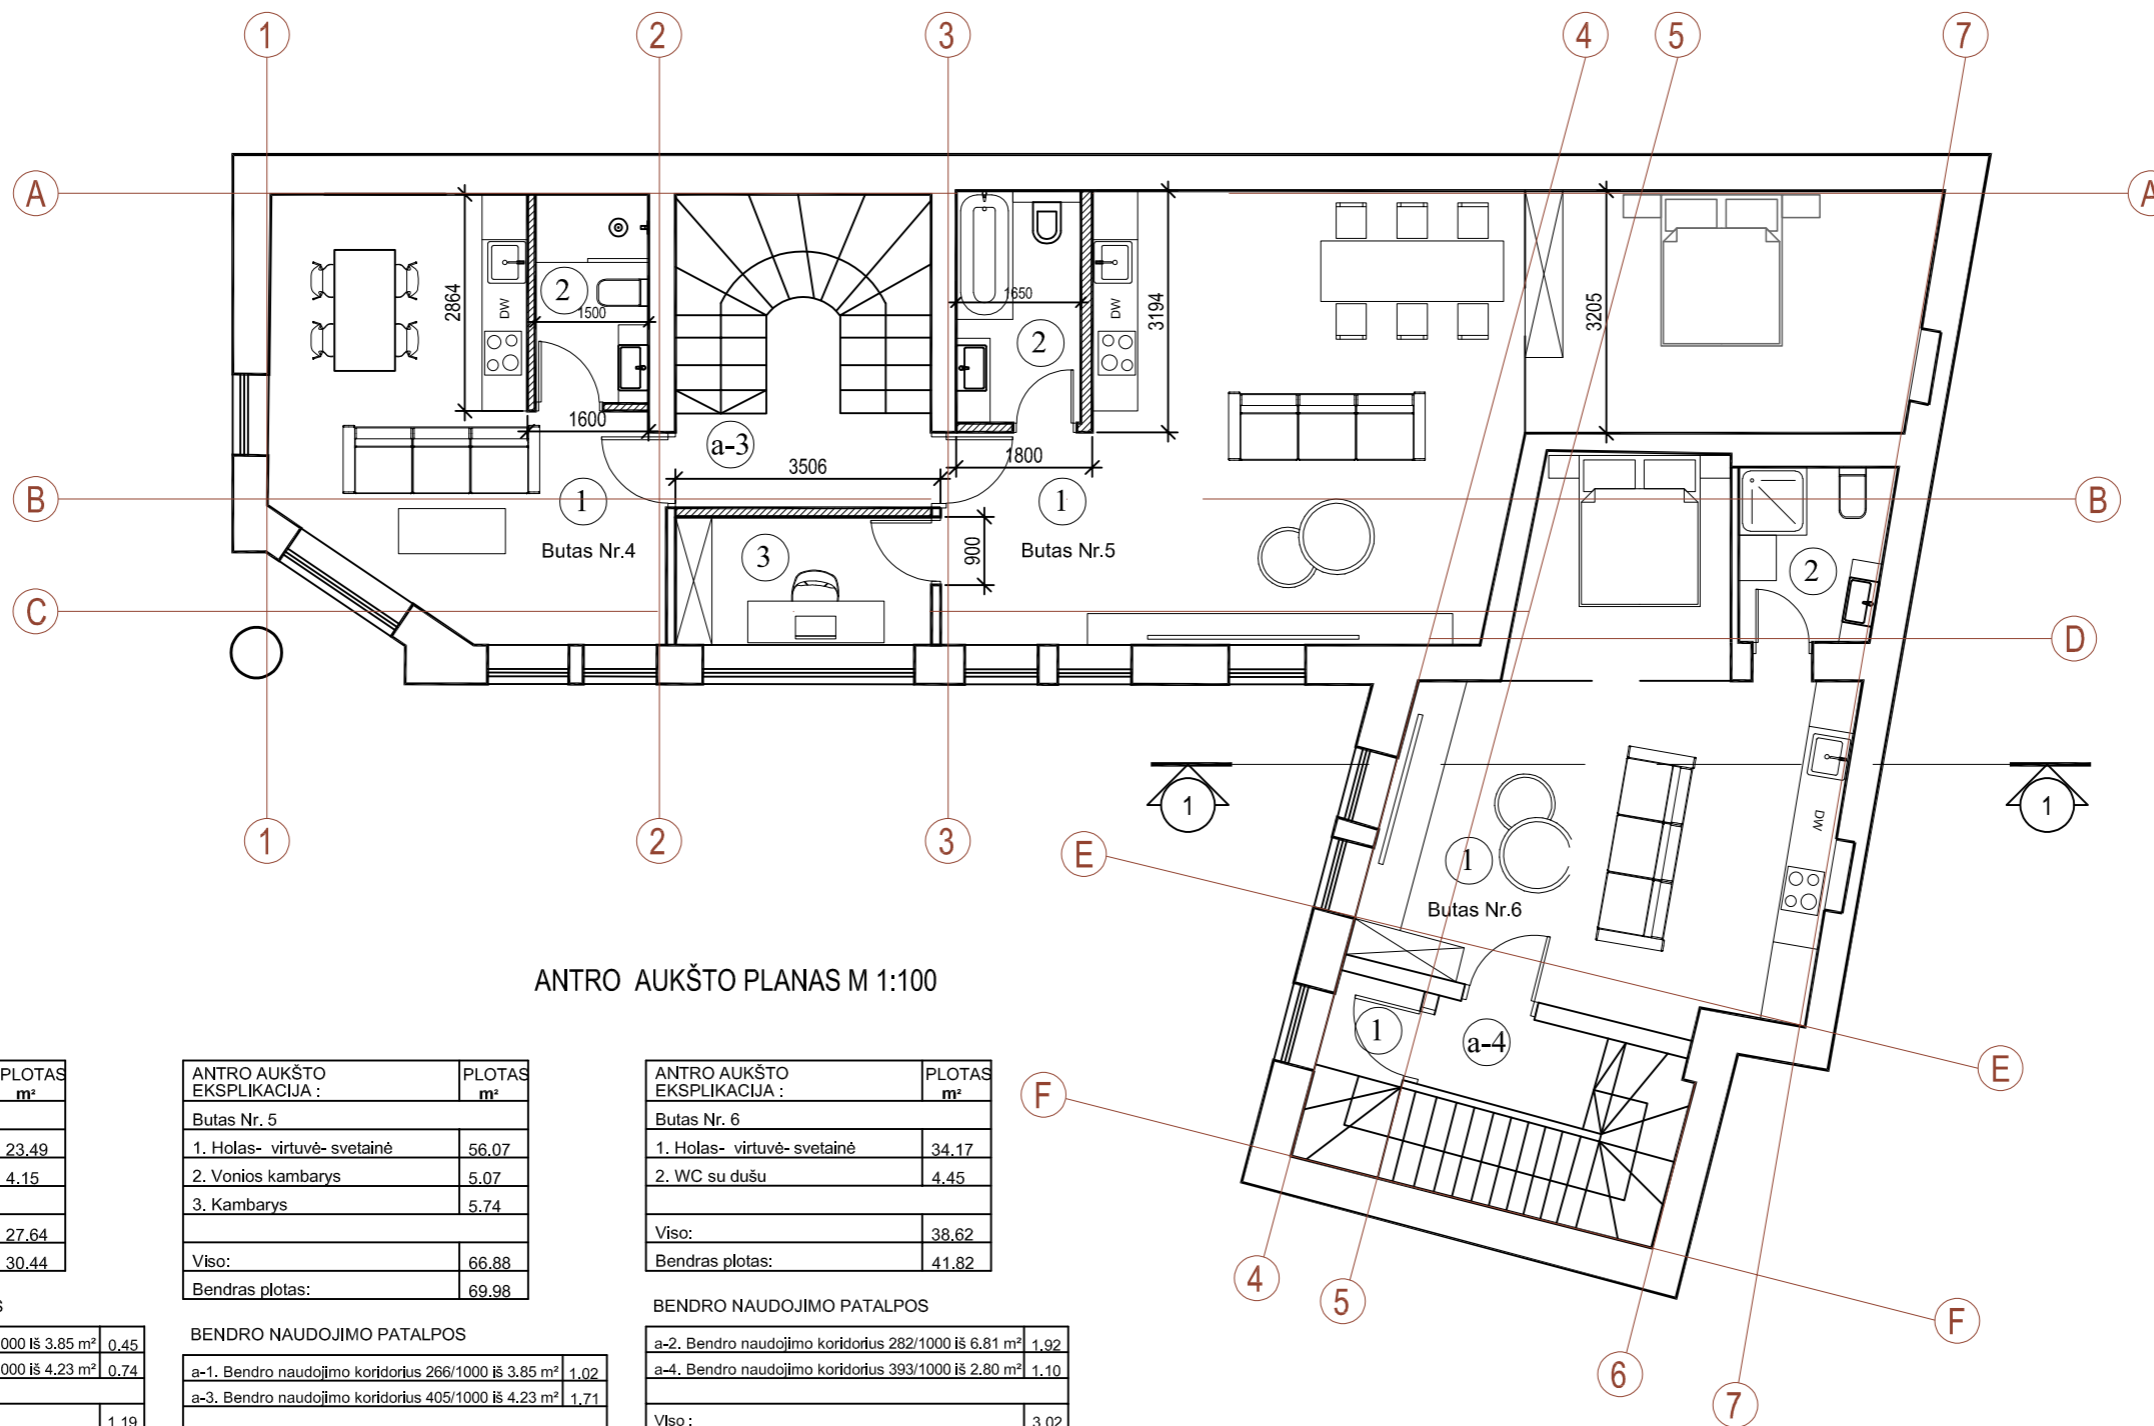 1
2
3
4
5
7
A
A
2864
DW
2
1500
1650
3194
DW
2
3205
1600
a-3
3506
1800
B
1
3
900
1
B
Butas Nr.4
Butas Nr.5
2
C
D
1
1
DW
1
2
3
E
1
Butas Nr.6
ANTRO AUKŠTO PLANAS M 1:100
1
a-4
E
F
4
5
F
6
7
PLOTAS
m²
23.49
4.15
27.64
30.44
000 iš 3.85 m² 0.45
000 iš 4.23 m² 0.74
1.19
ANTRO AUKŠTO PLOTAS
EKSPLIKACIJA : m²
Butas Nr. 5
1. Holas- virtuvė- svetainė 56.07
2. Vonios kambarys 5.07
3. Kambarys 5.74
Viso: 66.88
Bendras plotas: 69.98
BENDRO NAUDOJIMO PATALPOS
a-1. Bendro naudojimo koridorius 266/1000 iš 3.85 m² 1.02
a-3. Bendro naudojimo koridorius 405/1000 iš 4.23 m² 1.71
ANTRO AUKŠTO PLOTAS
EKSPLIKACIJA : m²
Butas Nr. 6
1. Holas- virtuvė- svetainė 34.17
2. WC su dušu 4.45
Viso: 38.62
Bendras plotas: 41.82
BENDRO NAUDOJIMO PATALPOS
a-2. Bendro naudojimo koridorius 282/1000 iš 6.81 m² 1.92
a-4. Bendro naudojimo koridorius 393/1000 iš 2.80 m² 1.10
Viso : 3.02